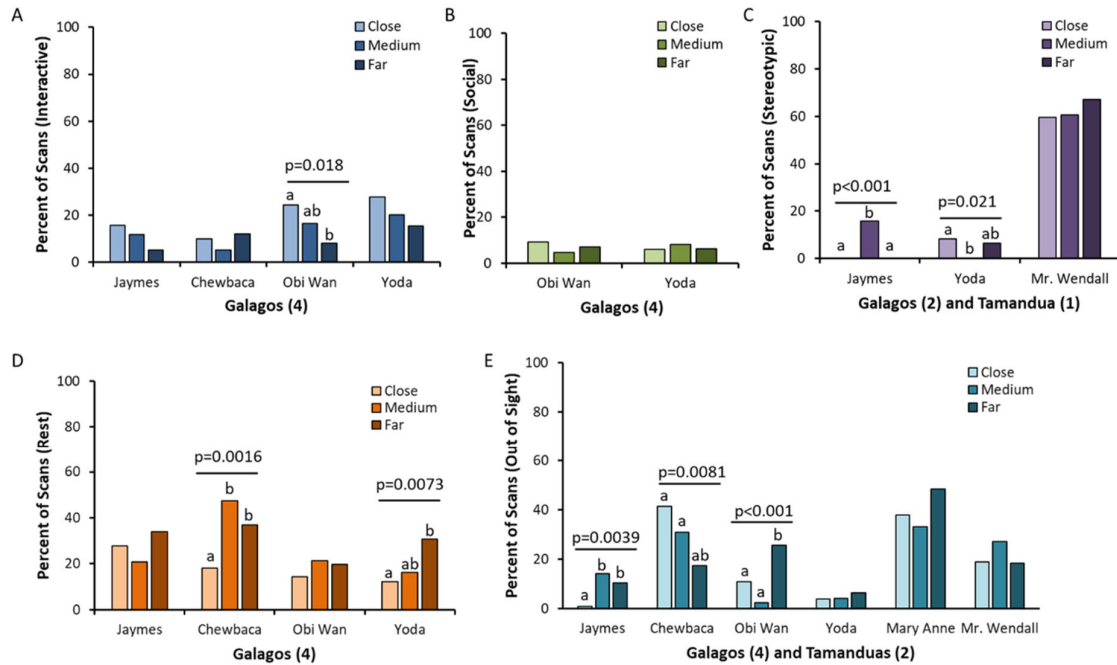 A
Percent of Scans (Interactive)
100
80
60
40
20
0
Close
Medium
Far
p=0.018
a
ab
b
Jaymes
Chewbaca
Obi Wan
Yoda
Galagos (4)
B
Percent of Scans (Social)
100
80
60
40
20
0
Close
Medium
Far
Obi Wan
Yoda
Galagos (4)
C
Percent of Scans (Stereotypic)
100
80
60
40
20
0
Close
Medium
Far
p<0.001
a
b
a
p=0.021
a
b
ab
Jaymes
Yoda
Mr. Wendall
Galagos (2) and Tamandua (1)
D
Percent of Scans (Rest)
100
80
60
40
20
0
Close
Medium
Far
p=0.0016
a
b
b
p=0.0073
a
ab
b
Jaymes
Chewbaca
Obi Wan
Yoda
Galagos (4)
E
Percent of Scans (Out of Sight)
100
80
60
40
20
0
Close
Medium
Far
p=0.0039
a
b
b
p=0.0081
a
a
ab
p<0.001
a
a
b
Jaymes
Chewbaca
Obi Wan
Yoda
Mary Anne
Mr. Wendall
Galagos (4) and Tamanduas (2)